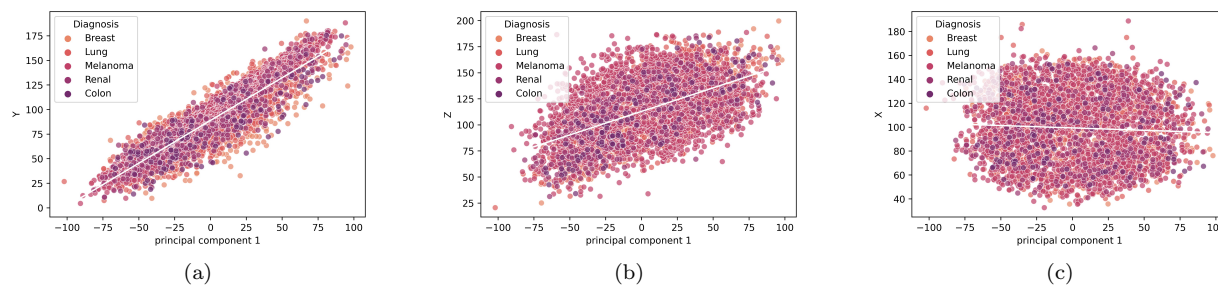 Diagnosis
Breast
Lung
Melanoma
Renal
Colon
175
150
125
100
75
50
25
0
Y
−100 −75 −50 −25 0 25 50 75 100
principal component 1
(a)
Diagnosis
Breast
Lung
Melanoma
Renal
Colon
200
175
150
125
100
75
50
25
Z
−100 −75 −50 −25 0 25 50 75 100
principal component 1
(b)
Diagnosis
Breast
Lung
Melanoma
Renal
Colon
180
160
140
120
100
80
60
40
X
−100 −75 −50 −25 0 25 50 75 100
principal component 1
(c)